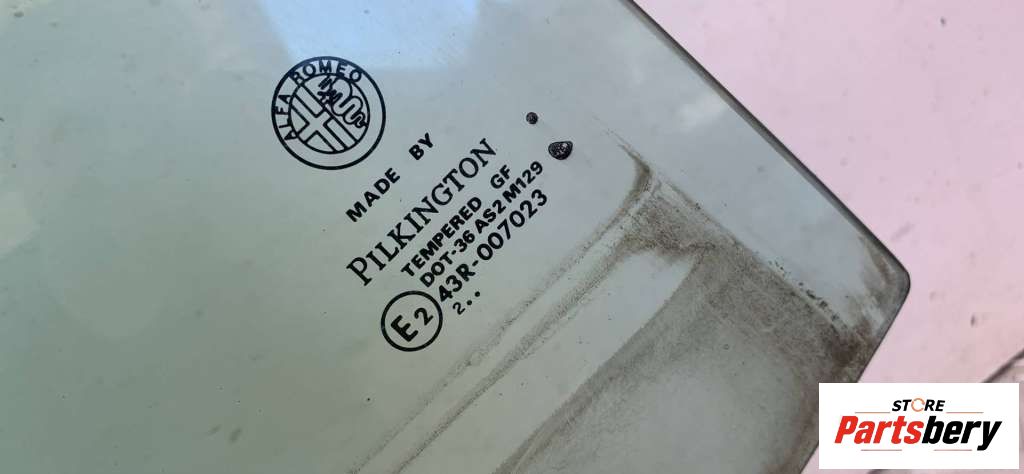 ALFA ROMEO
MADE BY
PILKINGTON
TEMPERED GF
DOT-36 AS2 M129
E2 43R-007023
2..
STORE
Partsbery